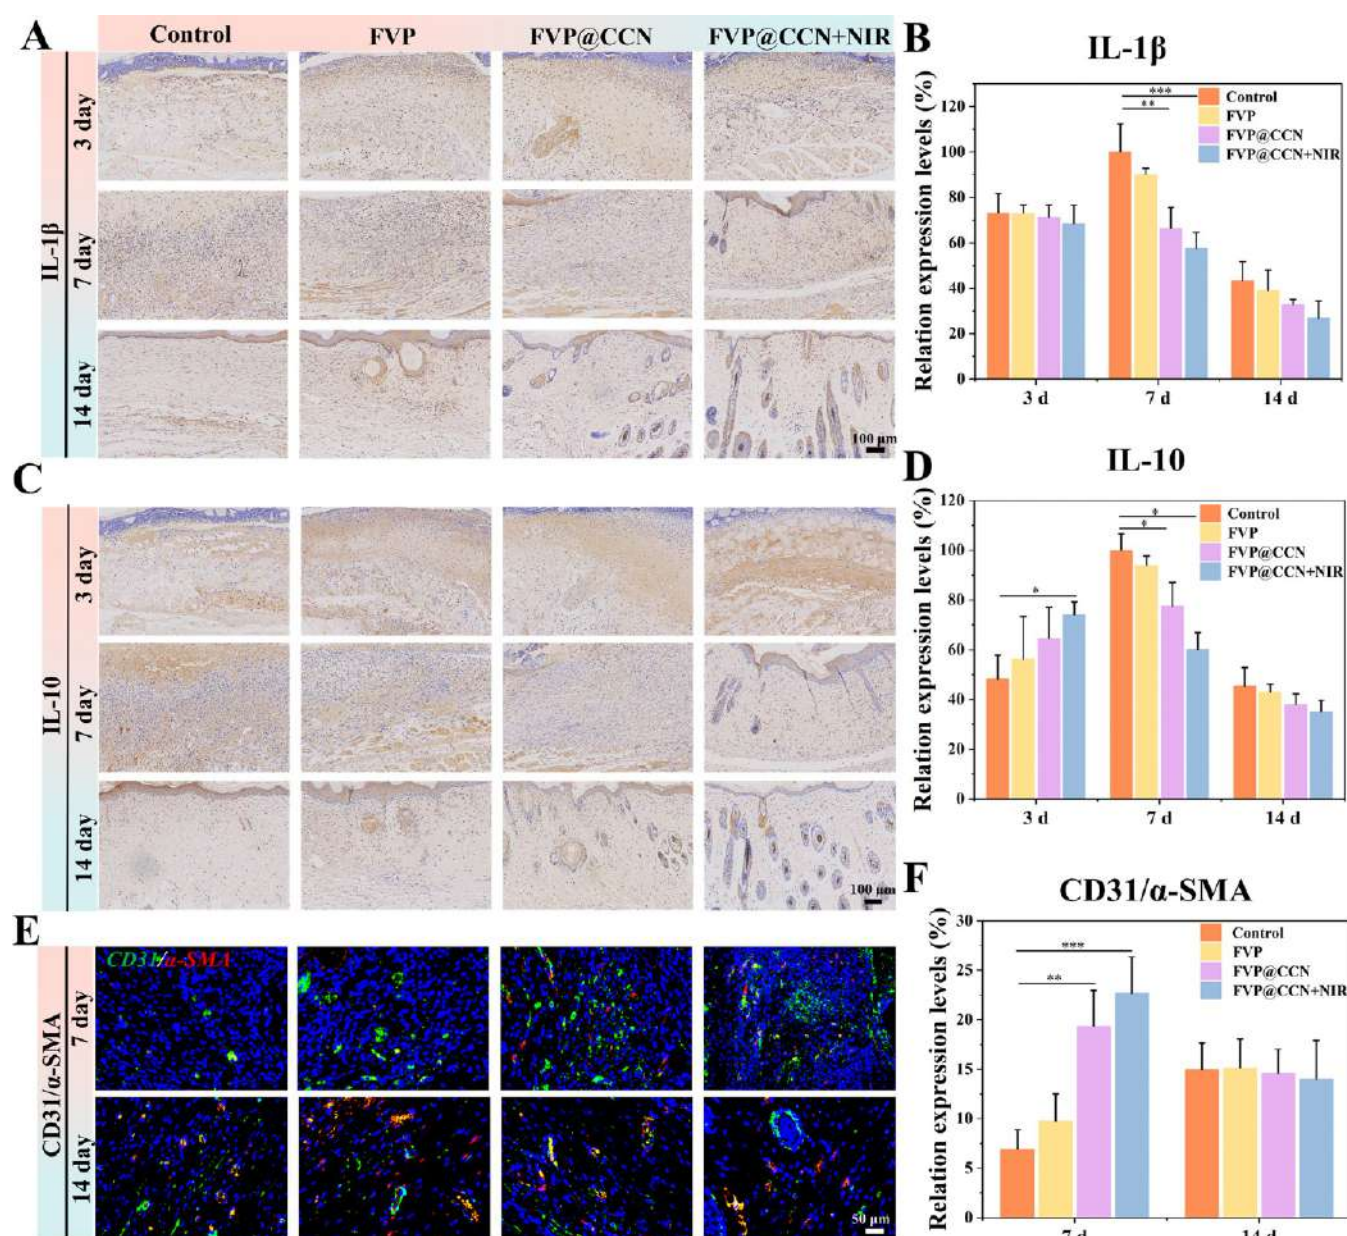 A
Control
FVP
FVP@CCN
FVP@CCN+NIR
IL-1β
3 day
7 day
14 day
100 μm
B
IL-1β
Relation expression levels (%)
120
100
80
60
40
20
0
***
**
Control
FVP
FVP@CCN
FVP@CCN+NIR
3 d
7 d
14 d
C
IL-10
3 day
7 day
14 day
100 μm
D
IL-10
Relation expression levels (%)
120
100
80
60
40
20
0
*
*
*
Control
FVP
FVP@CCN
FVP@CCN+NIR
3 d
7 d
14 d
E
CD31/α-SMA
CD31/α-SMA
7 day
14 day
50 μm
F
CD31/α-SMA
Relation expression levels (%)
30
25
20
15
10
5
0
***
**
Control
FVP
FVP@CCN
FVP@CCN+NIR
7 d
14 d